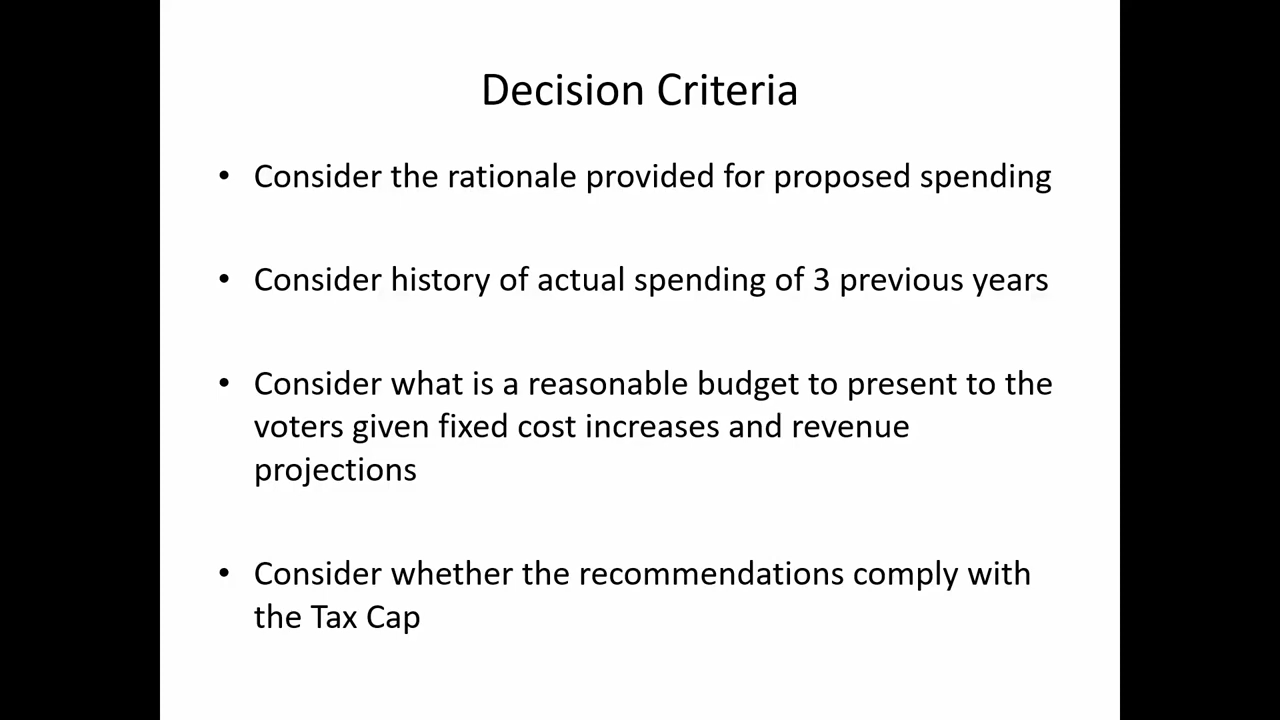 Decision Criteria
• Consider the rationale provided for proposed spending
• Consider history of actual spending of 3 previous years
• Consider what is a reasonable budget to present to the
voters given fixed cost increases and revenue
projections
• Consider whether the recommendations comply with
the Tax Cap